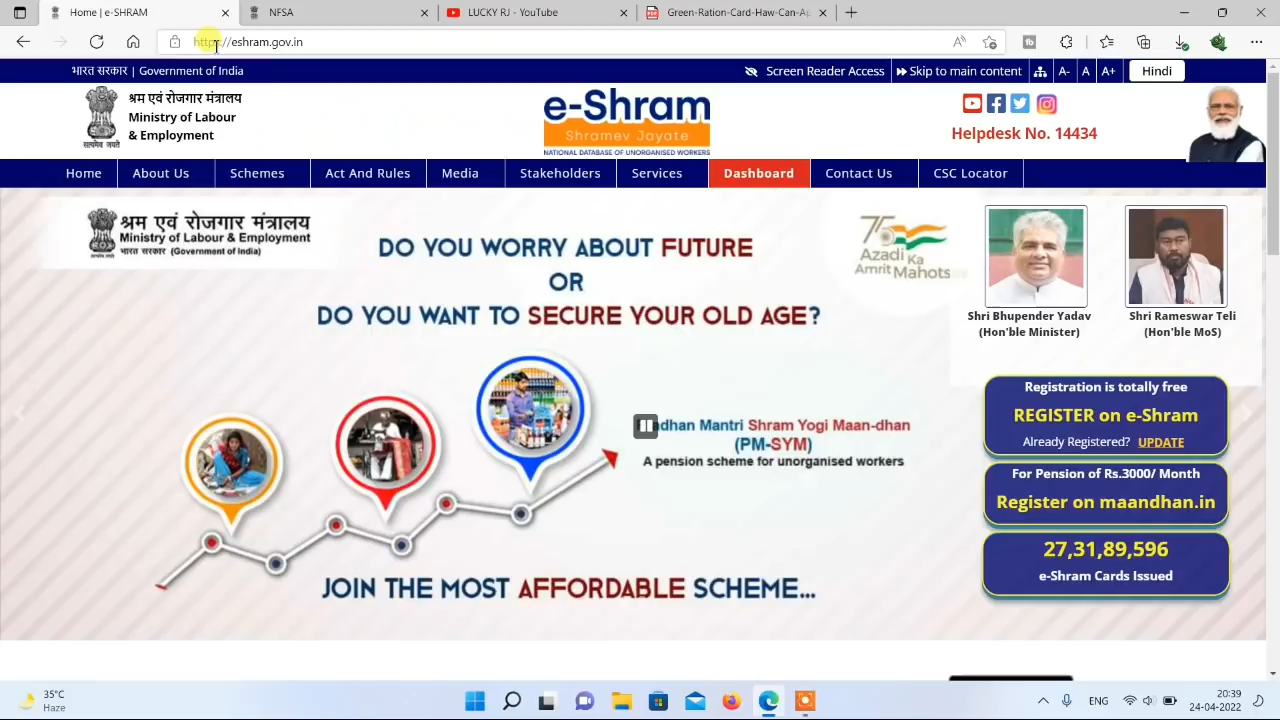 Home | e-SHRAM
NFSA
LUCKY RJ - YouTube
Green-Ration-Card-Haw-Can-Ap
https://eshram.gov.in
भारत सरकार | Government of India
Screen Reader Access
Skip to main content
A-
A
A+
Hindi
श्रम एवं रोजगार मंत्रालय
Ministry of Labour
& Employment
सत्यमेव जयते
e-Shram
Shramev Jayate
NATIONAL DATABASE OF UNORGANISED WORKERS
Helpdesk No. 14434
Home
About Us
Schemes
Act And Rules
Media
Stakeholders
Services
Dashboard
Contact Us
CSC Locator
श्रम एवं रोजगार मंत्रालय
Ministry of Labour & Employment
भारत सरकार (Government of India)
DO YOU WORRY ABOUT FUTURE
OR
DO YOU WANT TO SECURE YOUR OLD AGE?
75
Azadi Ka
Amrit Mahots
Shri Bhupender Yadav
(Hon'ble Minister)
Shri Rameswar Teli
(Hon'ble MoS)
Registration is totally free
REGISTER on e-Shram
Already Registered? UPDATE
adhan Mantri Shram Yogi Maan-dhan
(PM-SYM)
A pension scheme for unorganised workers
For Pension of Rs.3000/ Month
Register on maandhan.in
27,31,89,596
e-Shram Cards Issued
JOIN THE MOST AFFORDABLE SCHEME...
35°C
Haze
ENG
20:39
24-04-2022